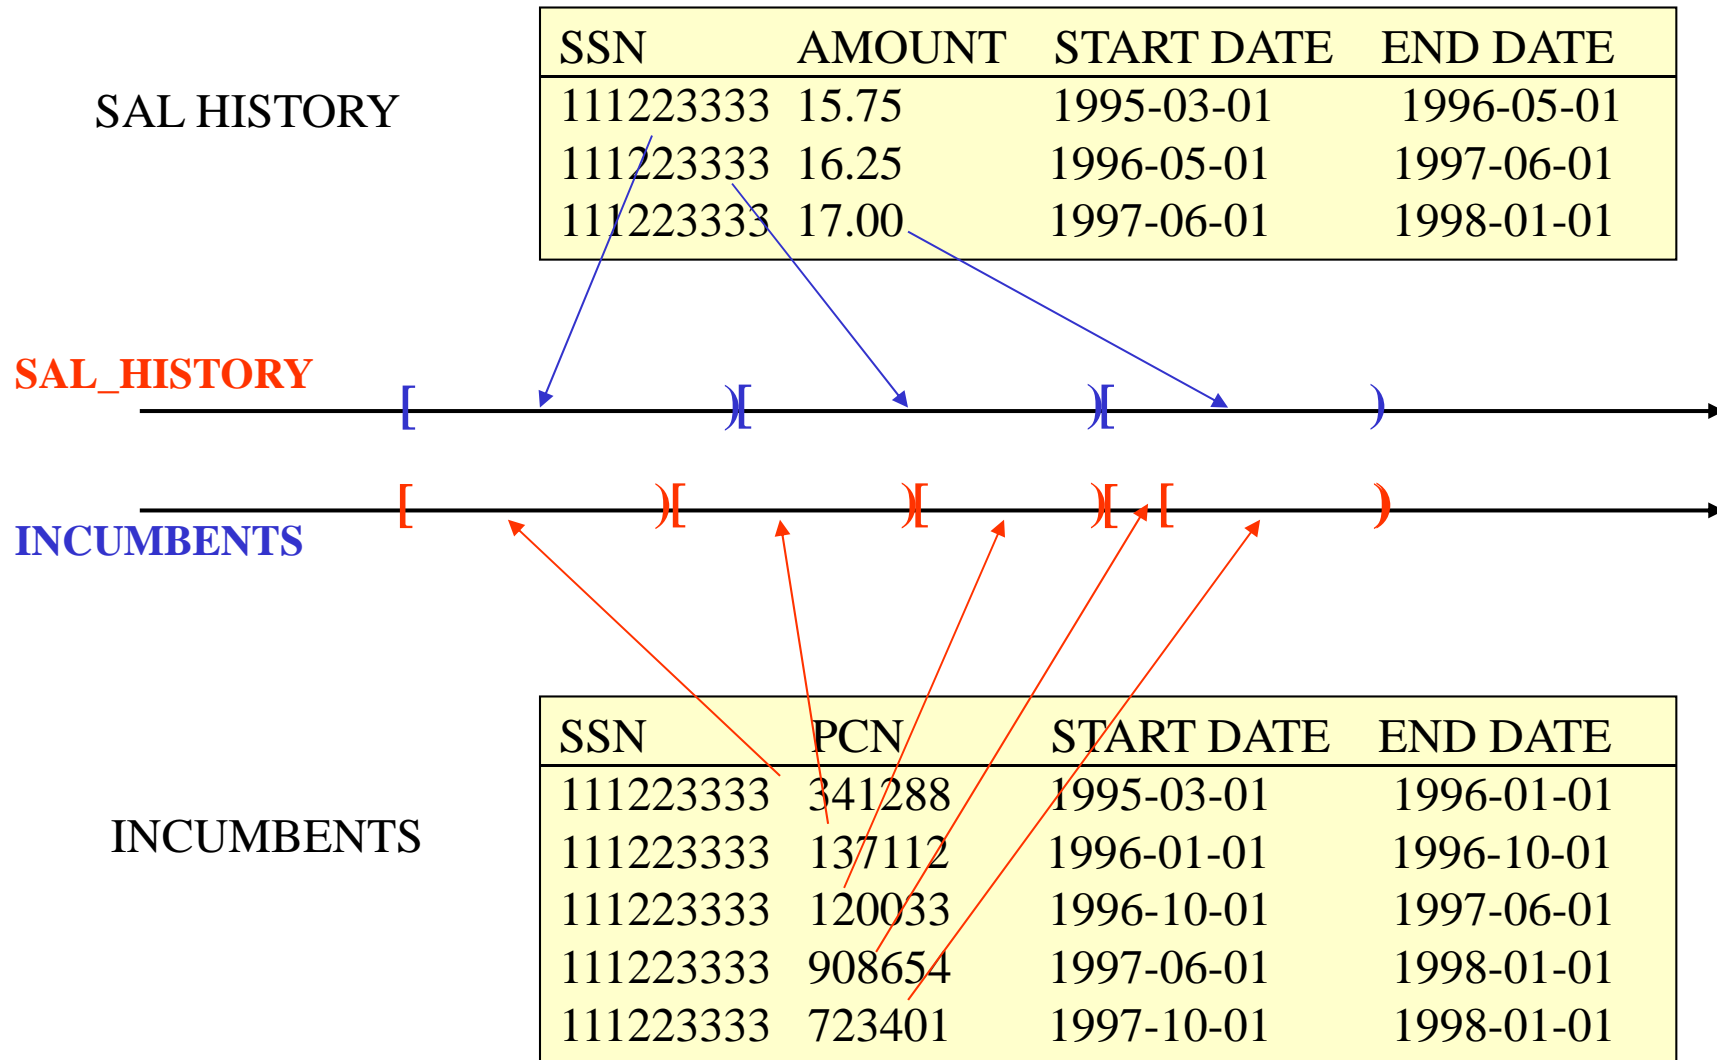 SSN AMOUNT START DATE END DATE
SAL HISTORY
111223333 15.75 1995-03-01 1996-05-01
111223333 16.25 1996-05-01 1997-06-01
111223333 17.00 1997-06-01 1998-01-01
SAL_HISTORY
[ )[ )[ )
[ )[ )[ )[ [ )
INCUMBENTS
SSN PCN START DATE END DATE
INCUMBENTS
111223333 341288 1995-03-01 1996-01-01
111223333 137112 1996-01-01 1996-10-01
111223333 120033 1996-10-01 1997-06-01
111223333 908654 1997-06-01 1998-01-01
111223333 723401 1997-10-01 1998-01-01